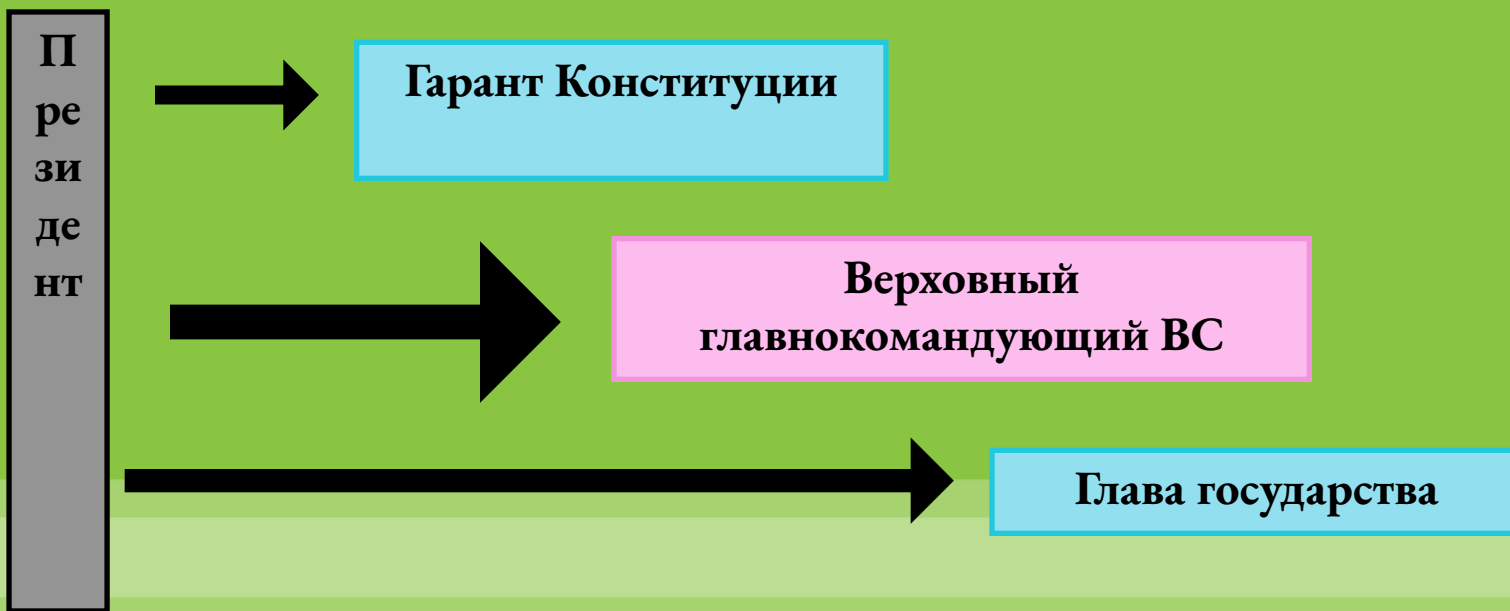 П
ре
зи
де
нт
Гарант Конституции
Верховный
главнокомандующий ВС
Глава государства